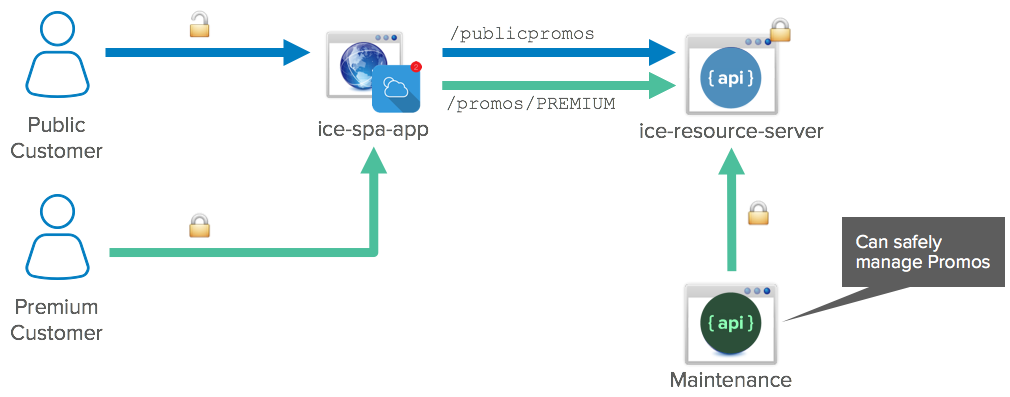 /publicpromos
{ api }
/promos/PREMIUM
2
Public
Customer
ice-spa-app
ice-resource-server
Can safely
manage Promos
Premium
Customer
{ api }
Maintenance